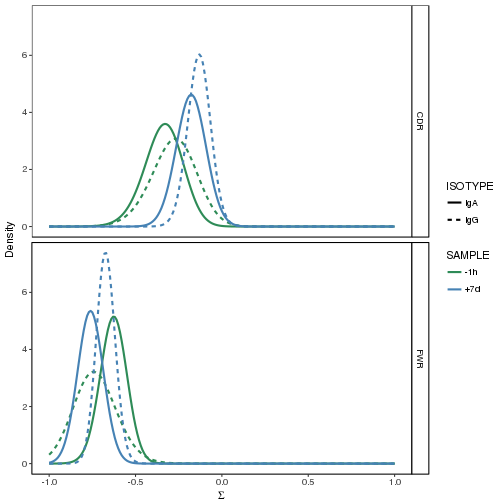 6
4
2
0
CDR
6
4
2
0
FWR
-1.0
-0.5
0.0
0.5
1.0
Σ
Density
ISOTYPE
IgA
IgG
SAMPLE
-1h
+7d